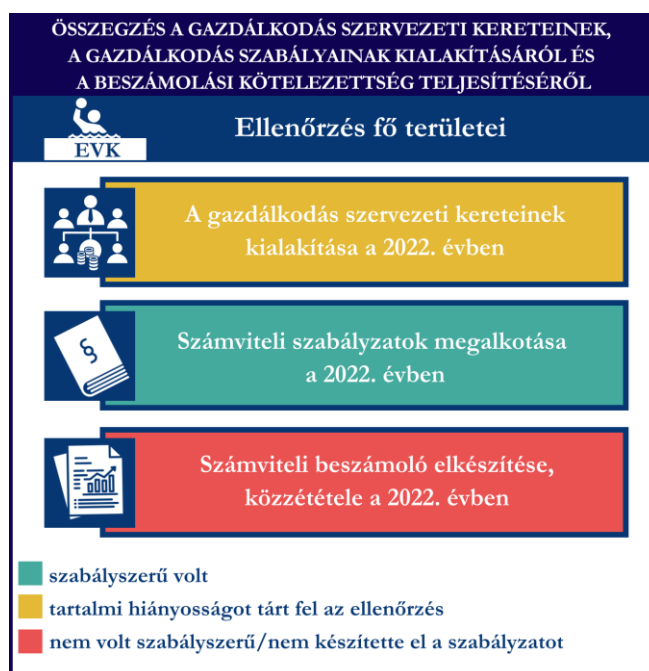 ÖSSZEGZÉS A GAZDÁLKODÁS SZERVEZETI KERETEINEK,
A GAZDÁLKODÁS SZABÁLYAINAK KIALAKÍTÁSÁRÓL ÉS
A BESZÁMOLÁSI KÖTELEZETTSÉG TELJESÍTÉSÉRŐL
EVK
Ellenőrzés fő területei
A gazdálkodás szervezeti kereteinek
kialakítása a 2022. évben
§
Számviteli szabályzatok megalkotása
a 2022. évben
Számviteli beszámoló elkészítése,
közzététele a 2022. évben
szabályszerű volt
tartalmi hiányosságot tárt fel az ellenőrzés
nem volt szabályszerű/nem készítette el a szabályzatot